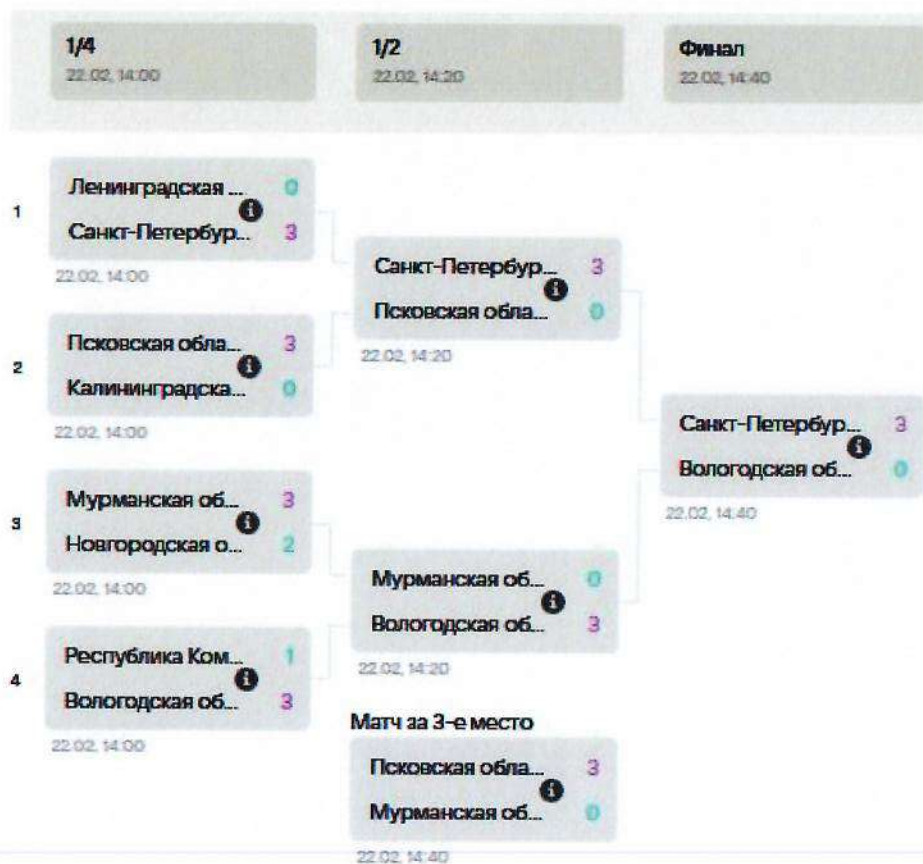 1/4
22.02, 14:00
1/2
22.02, 14:20
Финал
22.02, 14:40
1
Ленинградская ... 0
Санкт-Петербур... 3
22.02, 14:00
2
Псковская обла... 3
Калининградска... 0
22.02, 14:00
3
Мурманская об... 3
Новгородская о... 2
22.02, 14:00
4
Республика Ком... 1
Вологодская об... 3
22.02, 14:00
Санкт-Петербур... 3
Псковская обла... 0
22.02, 14:20
Мурманская об... 0
Вологодская об... 3
22.02, 14:20
Матч за 3-е место
Псковская обла... 3
Мурманская об... 0
22.02, 14:40
Санкт-Петербур... 3
Вологодская об... 0
22.02, 14:40